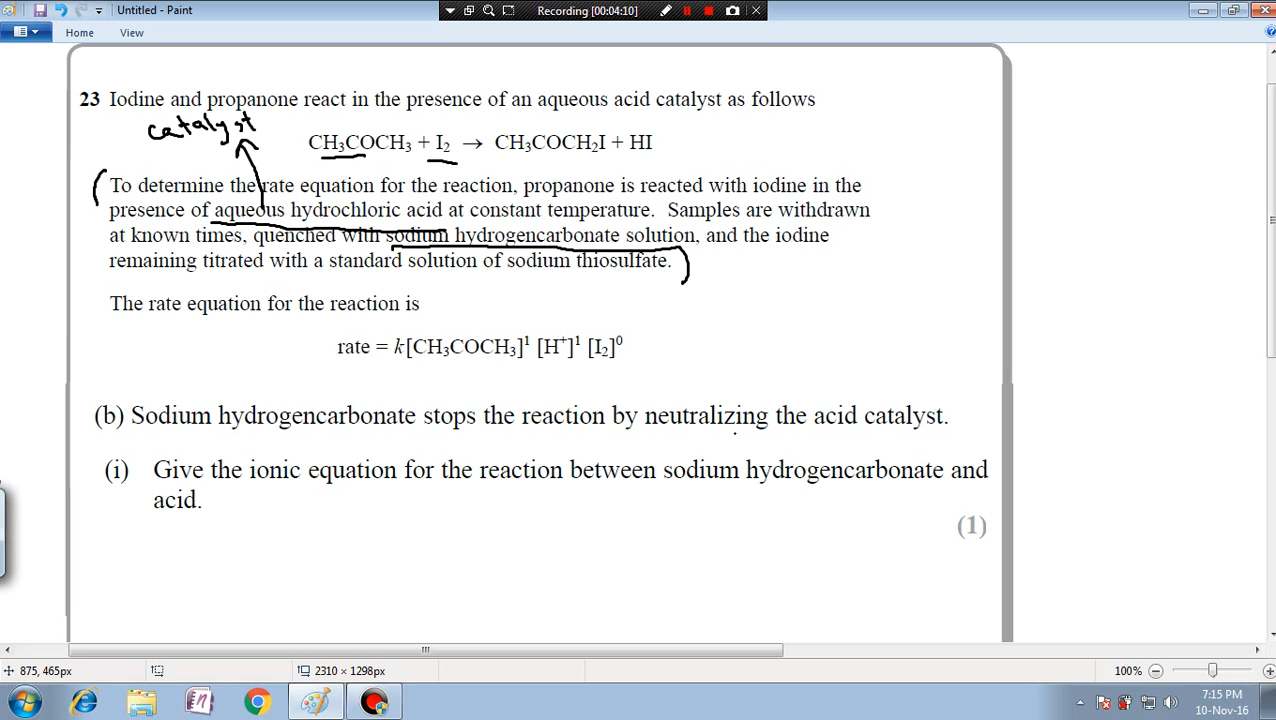 Untitled - Paint
Recording [00:04:10]
Home View
23 Iodine and propanone react in the presence of an aqueous acid catalyst as follows
catalyst
CH₃COCH₃ + I₂ → CH₃COCH₂I + HI
To determine the rate equation for the reaction, propanone is reacted with iodine in the
presence of aqueous hydrochloric acid at constant temperature. Samples are withdrawn
at known times, quenched with sodium hydrogencarbonate solution, and the iodine
remaining titrated with a standard solution of sodium thiosulfate.
The rate equation for the reaction is
rate = k[CH₃COCH₃]¹ [H⁺]¹ [I₂]⁰
(b) Sodium hydrogencarbonate stops the reaction by neutralizing the acid catalyst.
(i) Give the ionic equation for the reaction between sodium hydrogencarbonate and
acid.
(1)
875, 465px
2310 × 1298px
100%
7:15 PM
10-Nov-16